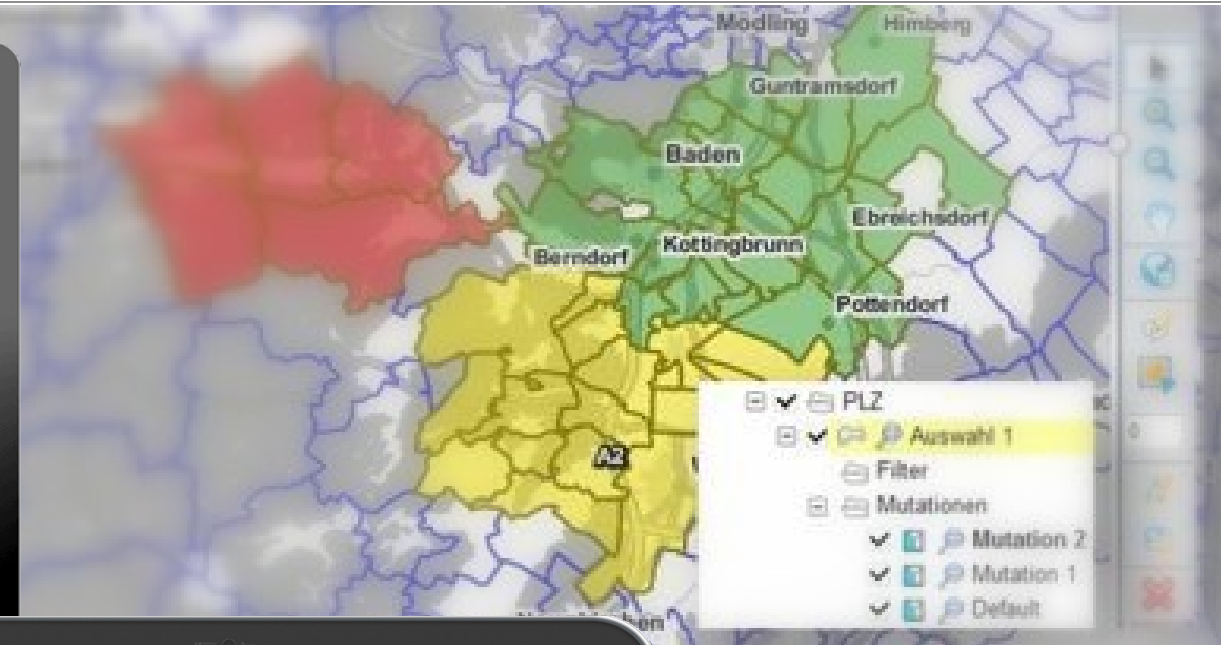 Mödling
Himberg
Guntramsdorf
Baden
Ebreichsdorf
Kottingbrunn
Berndorf
Pottendorf
A2
PLZ
Auswahl 1
0
Filter
Mutationen
Mutation 2
Mutation 1
Default